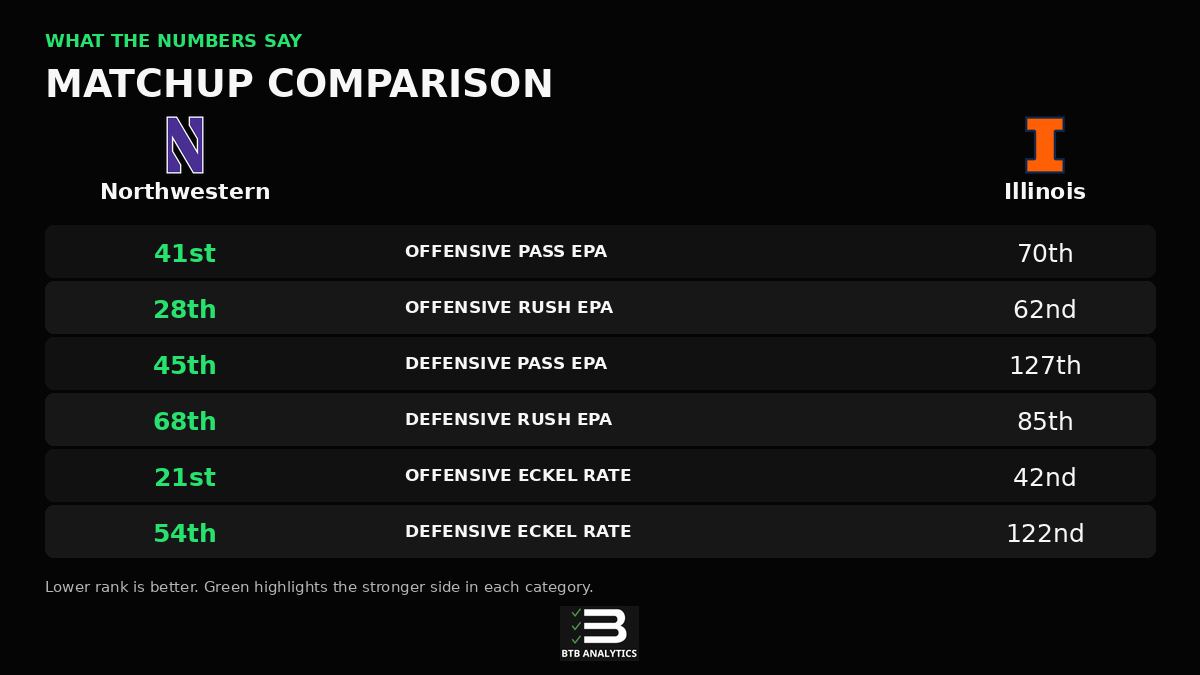 WHAT THE NUMBERS SAY
MATCHUP COMPARISON
Northwestern Illinois
41st OFFENSIVE PASS EPA 70th
28th OFFENSIVE RUSH EPA 62nd
45th DEFENSIVE PASS EPA 127th
68th DEFENSIVE RUSH EPA 85th
21st OFFENSIVE ECKEL RATE 42nd
54th DEFENSIVE ECKEL RATE 122nd
Lower rank is better. Green highlights the stronger side in each category.
BTB ANALYTICS